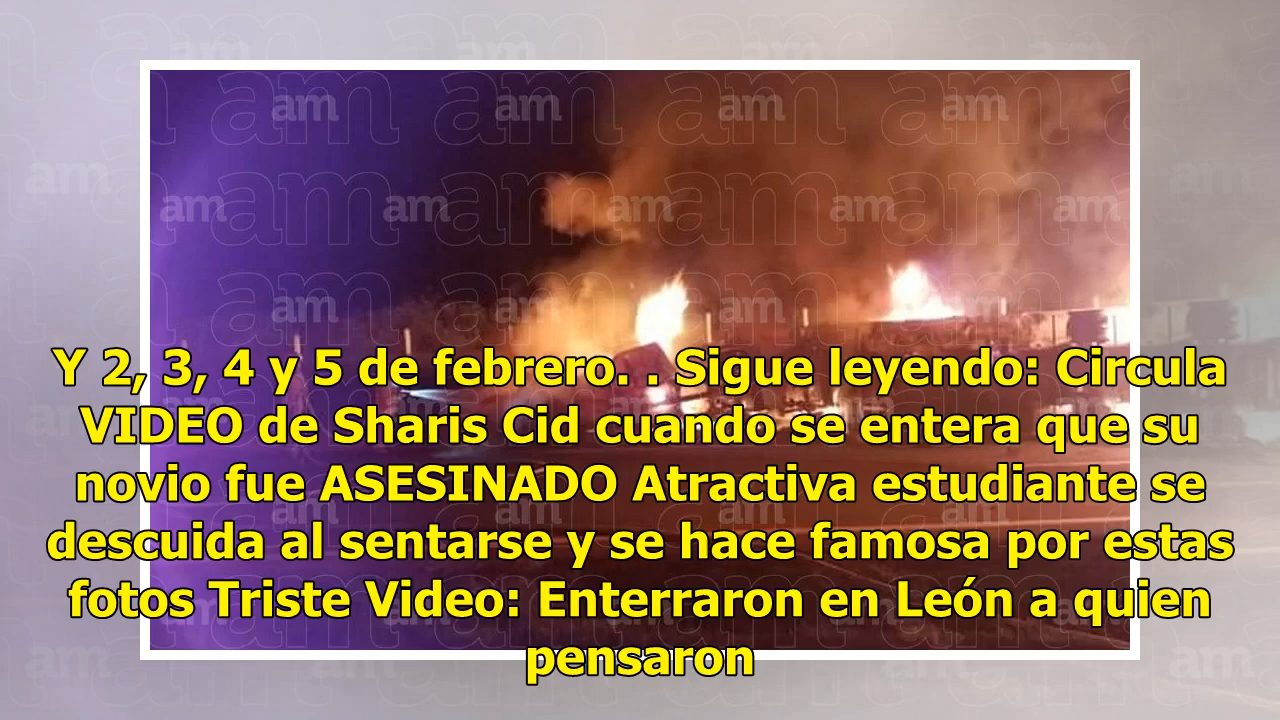 Y 2, 3, 4 y 5 de febrero. . Sigue leyendo: Circula
VIDEO de Sharis Cid cuando se entera que su
novio fue ASESINADO Atractiva estudiante se
descuida al sentarse y se hace famosa por estas
fotos Triste Video: Enterraron en León a quien
pensaron
am